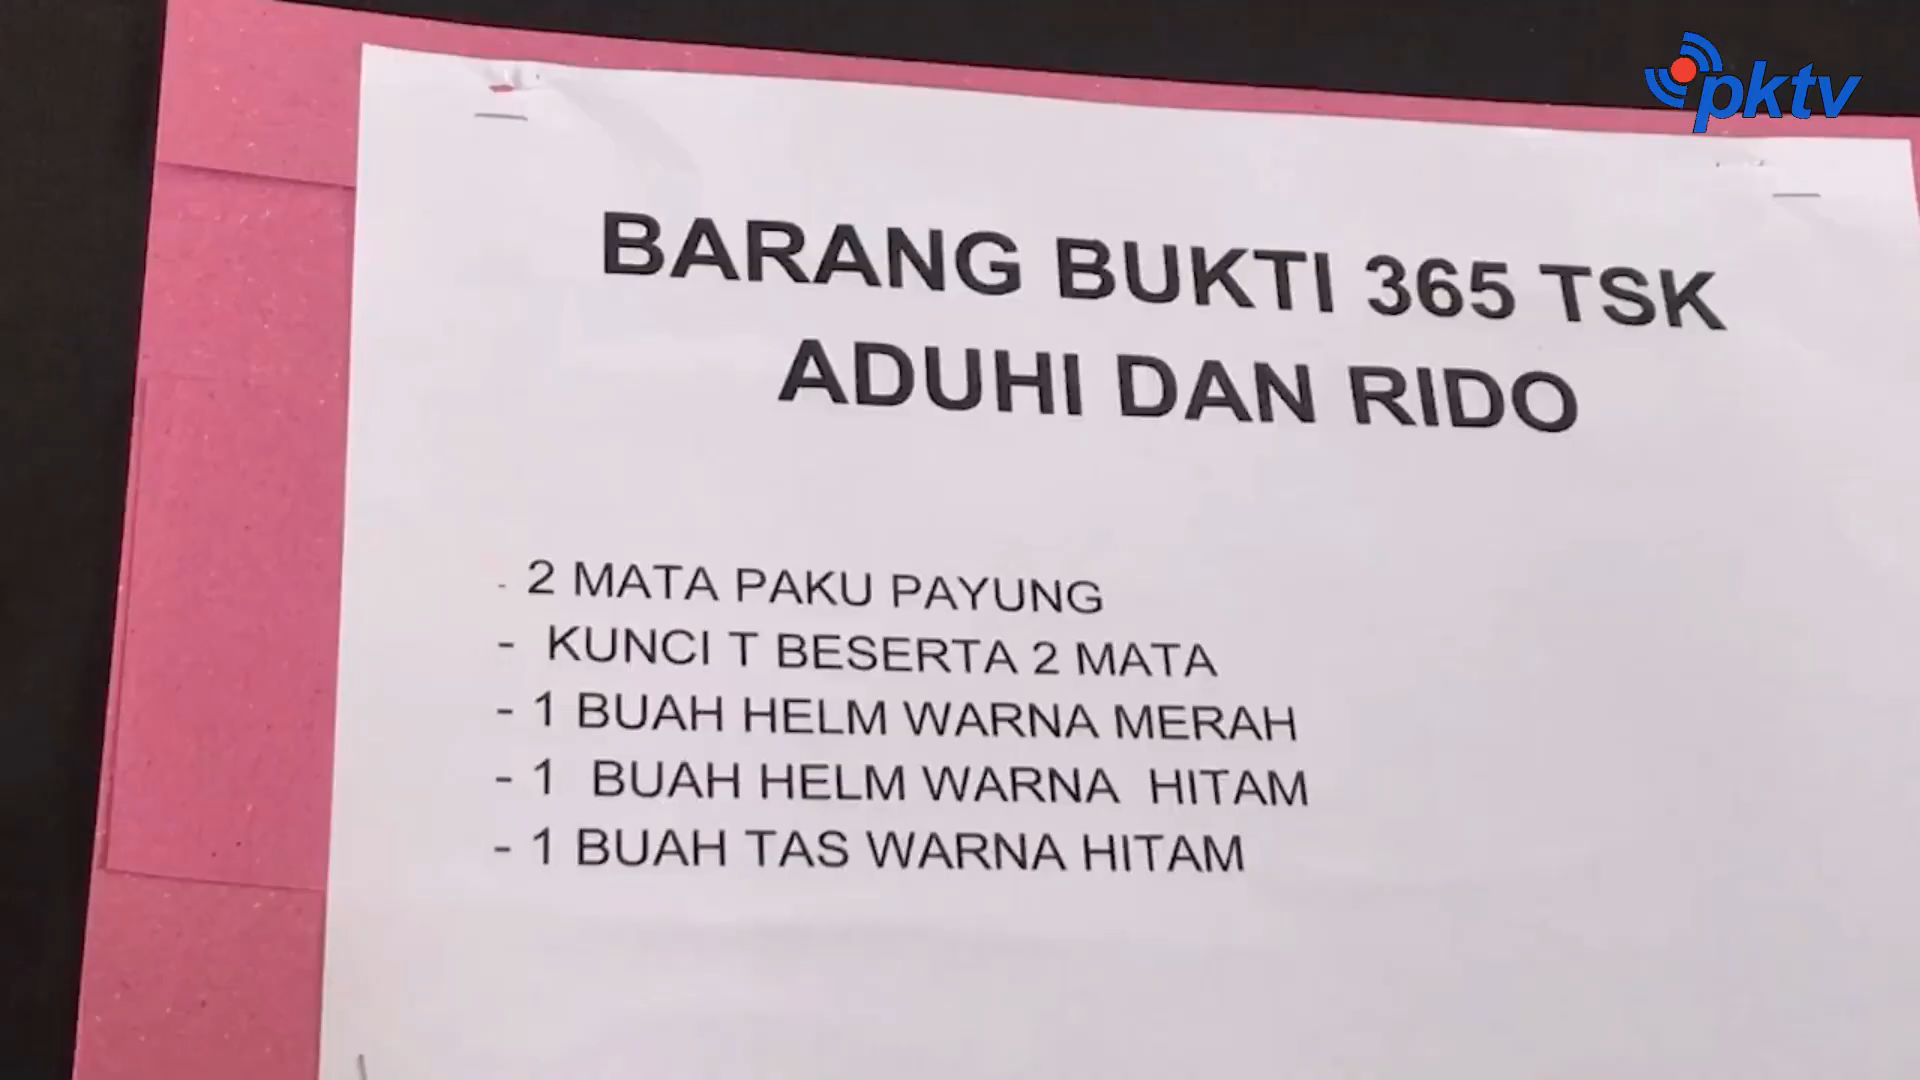 pktv
BARANG BUKTI 365 TSK
ADUHI DAN RIDO
- 2 MATA PAKU PAYUNG
- KUNCI T BESERTA 2 MATA
- 1 BUAH HELM WARNA MERAH
- 1 BUAH HELM WARNA HITAM
- 1 BUAH TAS WARNA HITAM